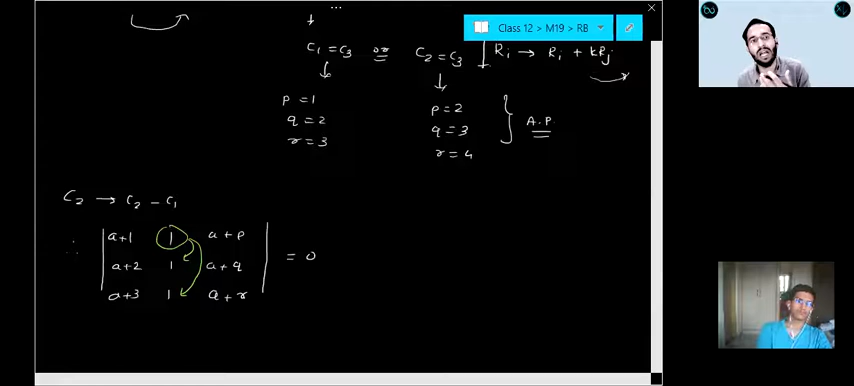 ...
Class 12 > M19 > RB
C₁ = C₃ or C₂ = C₃ Rᵢ → Rᵢ + kRⱼ
p = 1
q = 2
r = 3
p = 2
q = 3
r = 4
A.P.
C₂ → C₂ - C₁
∴ | a+1 1 a+p |
| a+2 1 a+q | = 0
| a+3 1 a+r |